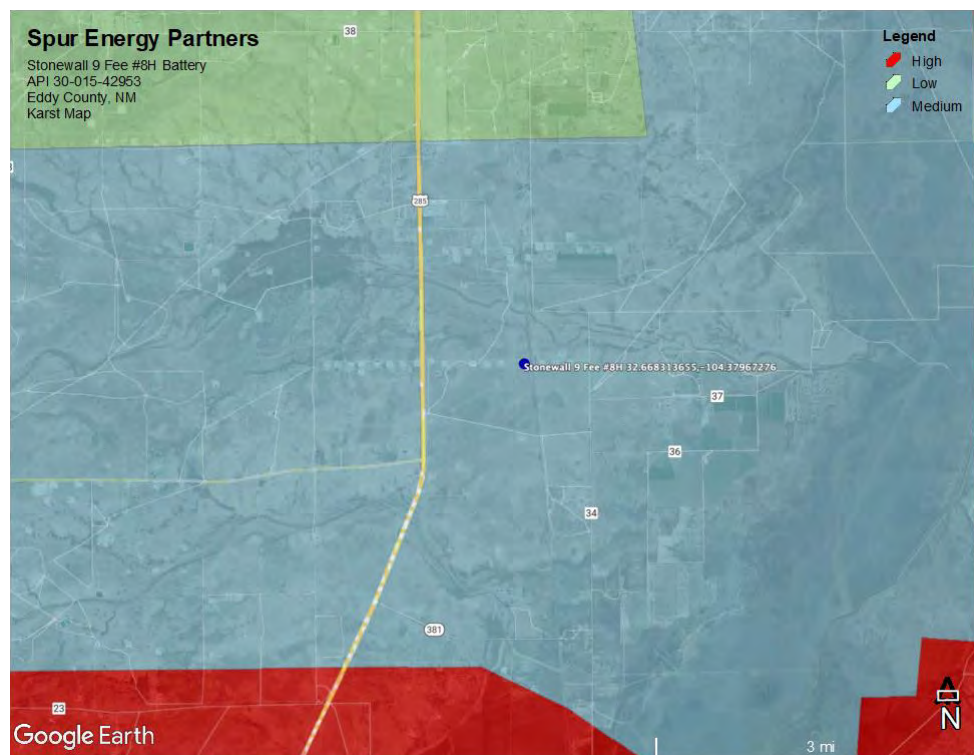 Spur Energy Partners
Stonewall 9 Fee #8H Battery
API 30-015-42953
Eddy County, NM
Karst Map
Legend
High
Low
Medium
38
285
Stonewall 9 Fee #8H 32.668313655,-104.37967276
37
36
34
381
23
Google Earth
3 mi
N